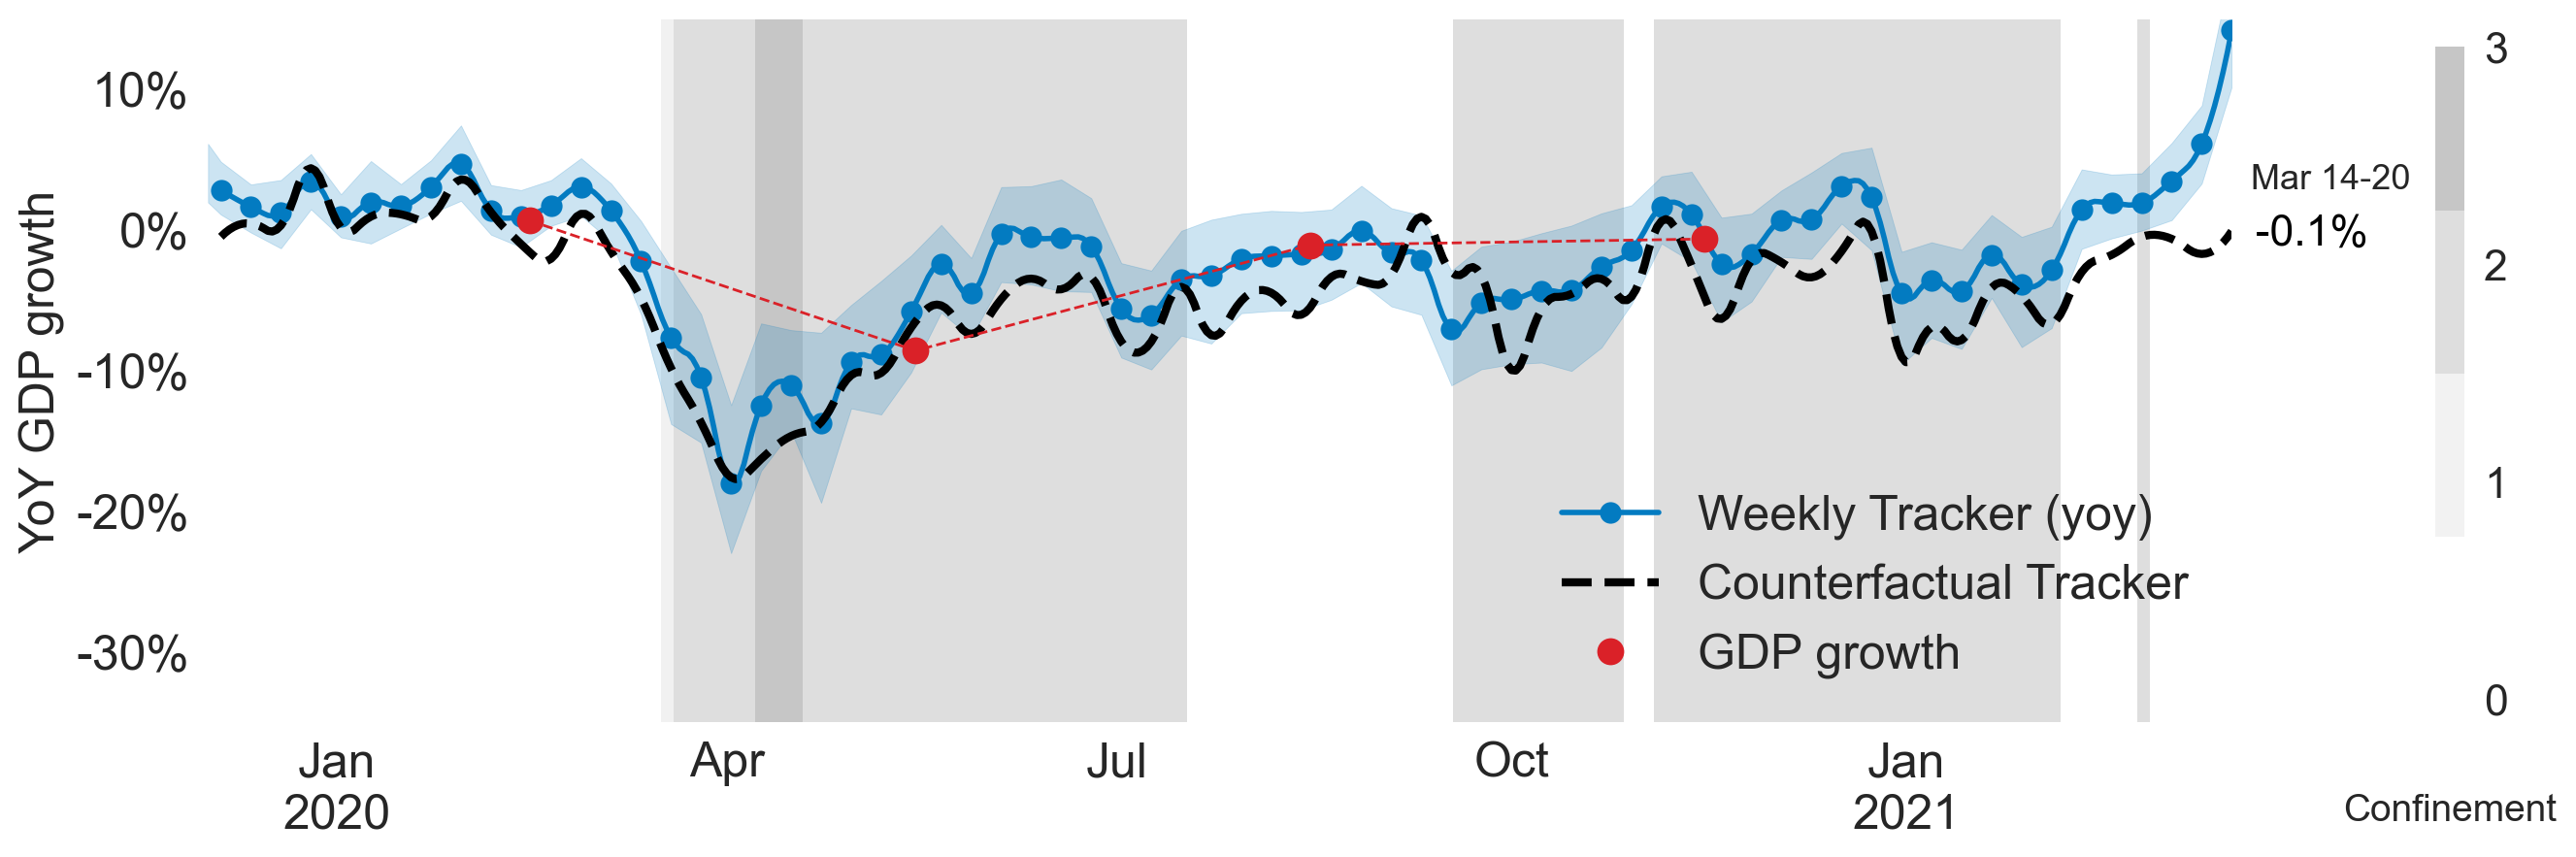 YoY GDP growth
10%
0%
-10%
-20%
-30%
Jan
2020
Apr
Jul
Oct
Jan
2021
Weekly Tracker (yoy)
Counterfactual Tracker
GDP growth
Mar 14-20
-0.1%
3
2
1
0
Confinement